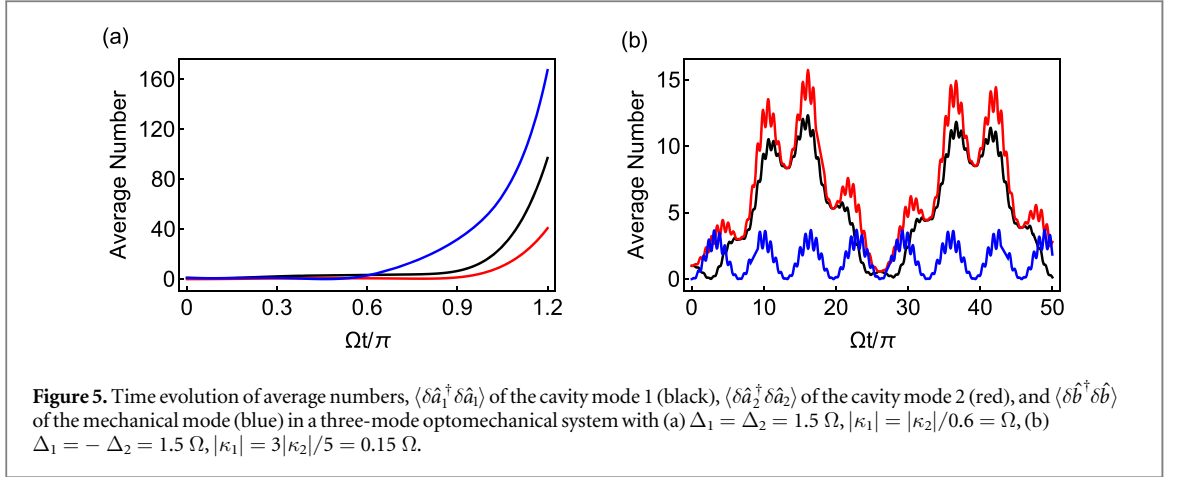 (a)
(b)
Average Number
160
120
80
40
0
0
0.3
0.6
0.9
1.2
Ωt/π
Average Number
15
10
5
0
0
10
20
30
40
50
Ωt/π
Figure 5. Time evolution of average numbers, ⟨δâ₁†δâ₁⟩ of the cavity mode 1 (black), ⟨δâ₂†δâ₂⟩ of the cavity mode 2 (red), and ⟨δb̂†δb̂⟩
of the mechanical mode (blue) in a three-mode optomechanical system with (a) Δ₁ = Δ₂ = 1.5 Ω, |κ₁| = |κ₂|/0.6 = Ω, (b)
Δ₁ = − Δ₂ = 1.5 Ω, |κ₁| = 3|κ₂|/5 = 0.15 Ω.